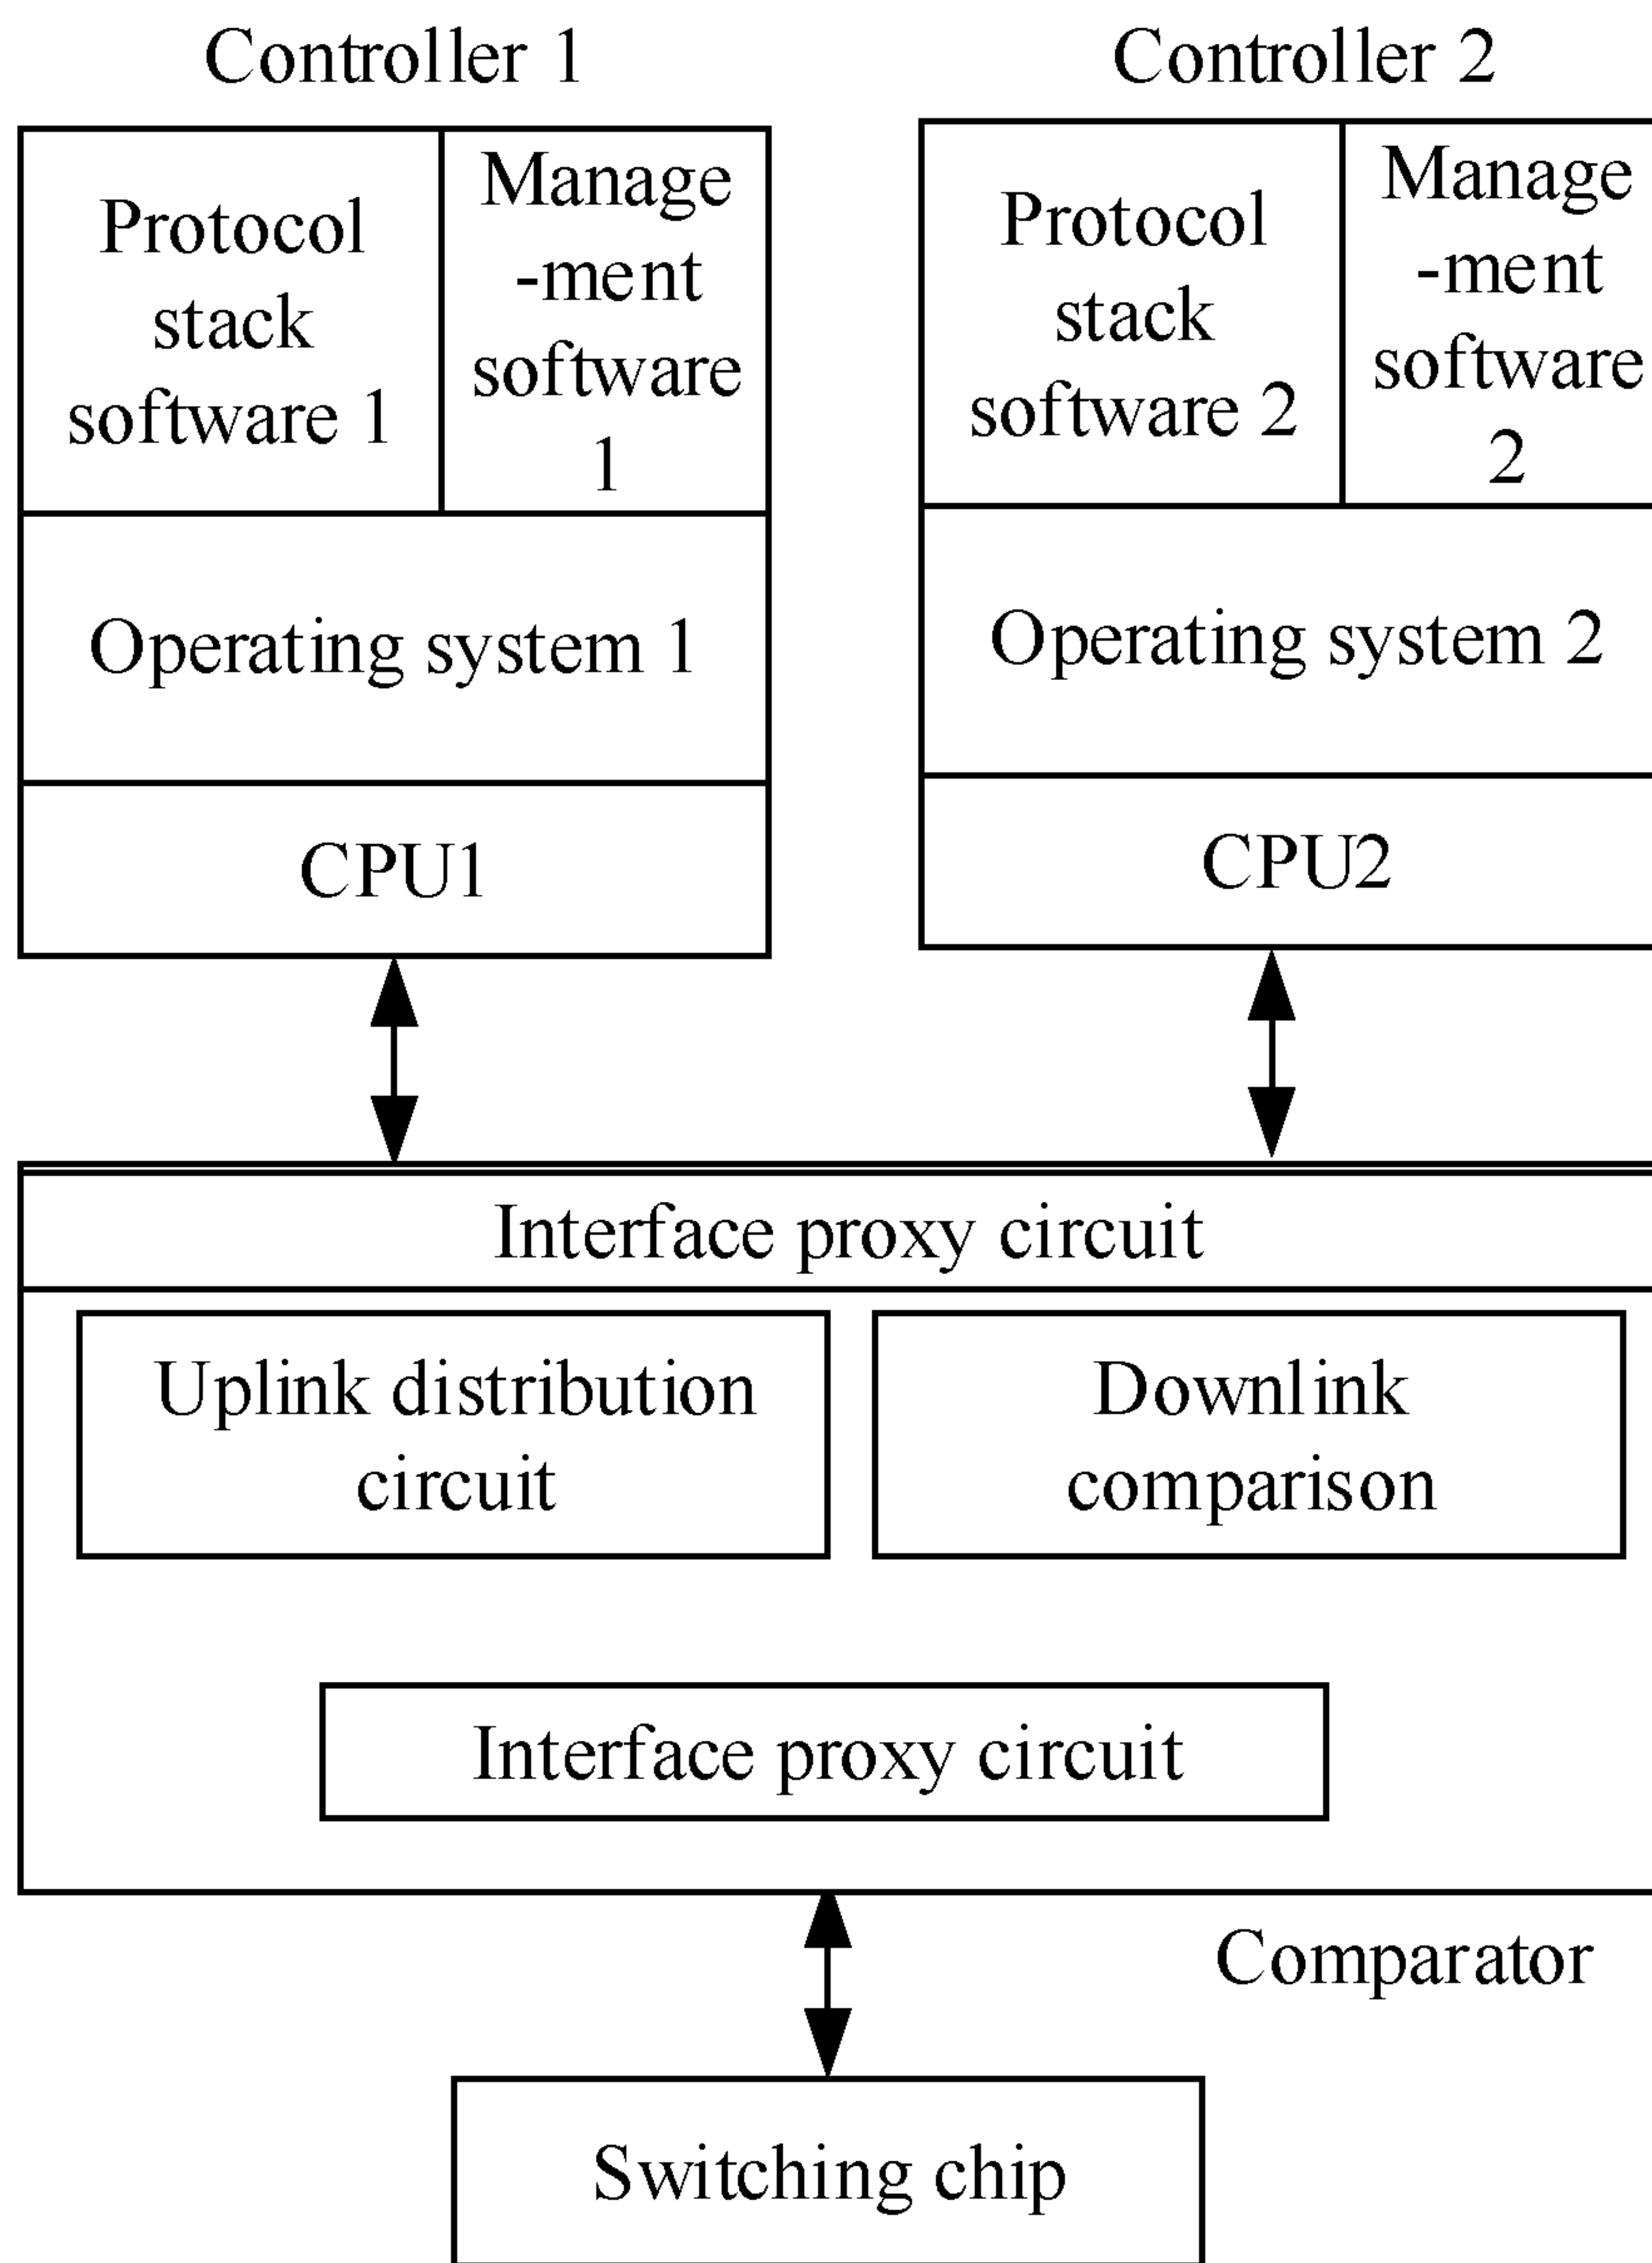 Controller 1
Controller 2
Protocol
stack
software 1
Manage
-ment
software
1
Protocol
stack
software 2
Manage
-ment
software
2
Operating system 1
Operating system 2
CPU1
CPU2
Interface proxy circuit
Uplink distribution
circuit
Downlink
comparison
Interface proxy circuit
Comparator
Switching chip